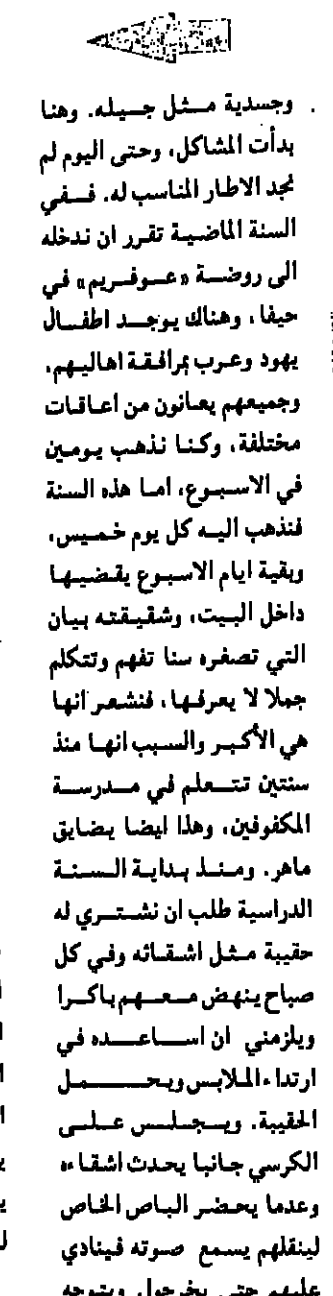 وجسدية مثل جيله. وهنا
بدأت المشاكل، وحتى اليوم لم
نجد الاطار المناسب له. ففي
السنة الماضية تقرر ان ندخله
الى روضة «عوفريم» في
حيفا، وهناك يوجد اطفال
يهود وعرب برافقة اهاليهم.
وجميعهم يعانون من اعاقات
مختلفة، وكنا نذهب يومين
في الاسبوع، اما هذه السنة
فنذهب اليه كل يوم خميس،
وبقية ايام الاسبوع يقضيها
داخل البيت، وشقيقته بيان
التي تصغره سنا تفهم وتتكلم
جملا لا يعرفها، فنشعر انها
هي الأكبر والسبب انها منذ
سنتين تتعلم في مدرسة
المكفوفين، وهذا ايضا يضايق
ماهر. ومنذ بداية السنة
الدراسية طلب ان نشتري له
حقيبة مثل اشقائه وفي كل
صباح ينهض معهم باكرا
ويلزمني ان اساعده في
ارتداء الملابس ويحمل
الحقيبة. ويجلس على
الكرسي جانبا يحدث اشقاءه
وعدما يحضر الباص الخاص
لينقلهم يسمع صوته فينادي
عليهم حتى يخرجوا ويتوجه